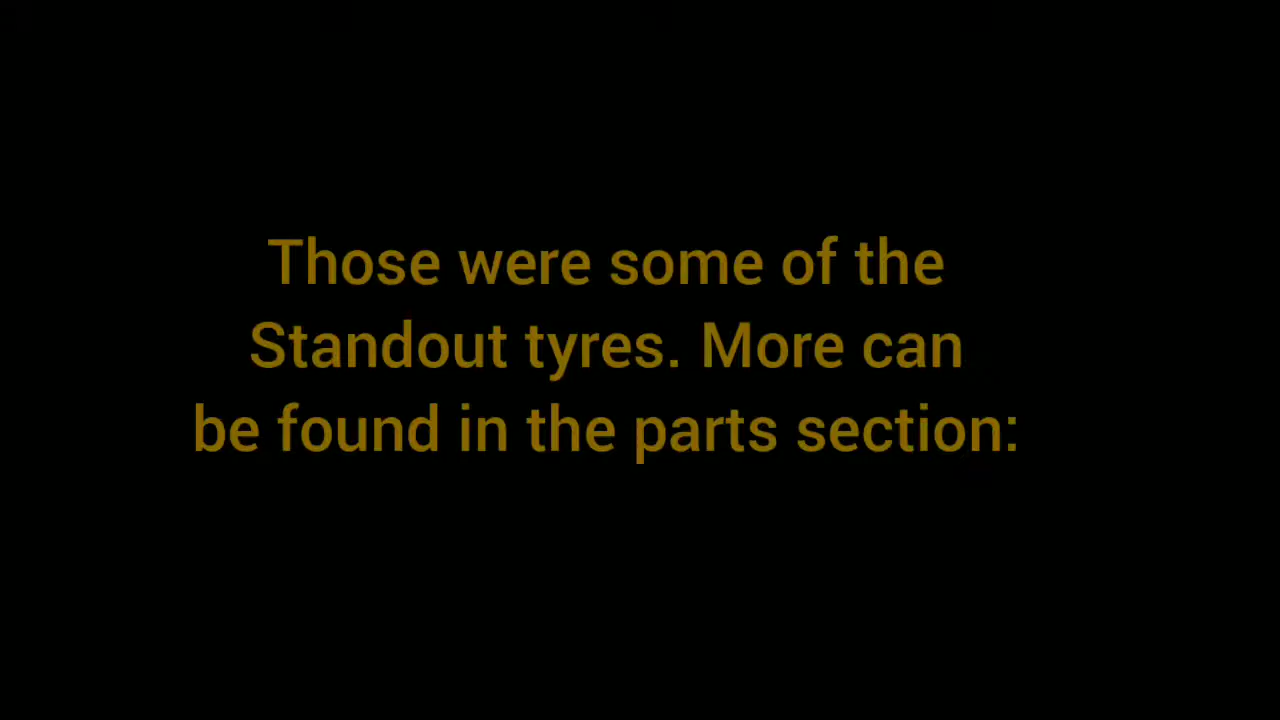 Those were some of the
Standout tyres. More can
be found in the parts section: